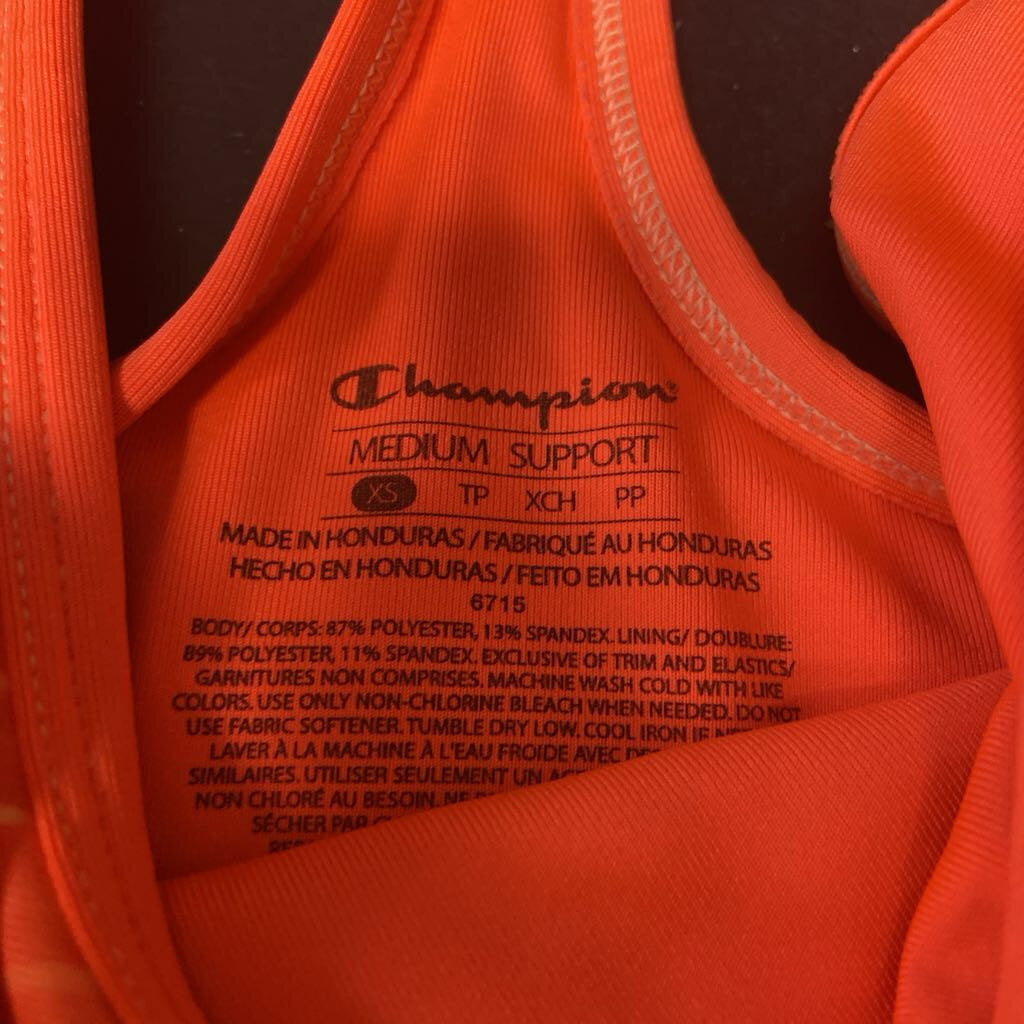 Champion
MEDIUM SUPPORT
XS TP XCH PP
MADE IN HONDURAS / FABRIQUÉ AU HONDURAS
HECHO EN HONDURAS / FEITO EM HONDURAS
6715
BODY/ CORPS: 87% POLYESTER, 13% SPANDEX. LINING/ DOUBLURE:
89% POLYESTER, 11% SPANDEX. EXCLUSIVE OF TRIM AND ELASTICS/
GARNITURES NON COMPRISES. MACHINE WASH COLD WITH LIKE
COLORS. USE ONLY NON-CHLORINE BLEACH WHEN NEEDED. DO NOT
USE FABRIC SOFTENER. TUMBLE DRY LOW. COOL IRON IF
LAVER À LA MACHINE À L'EAU FROIDE AVEC
SIMILAIRES. UTILISER SEULEMENT UN
NON CHLORÉ AU BESOIN. NE
SÉCHER PAR